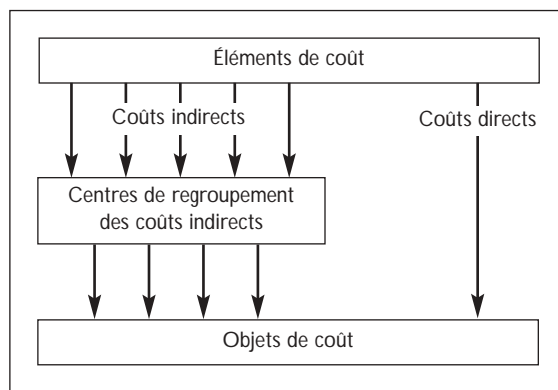 Éléments de coût
Coûts indirects
Coûts directs
Centres de regroupement
des coûts indirects
Objets de coût